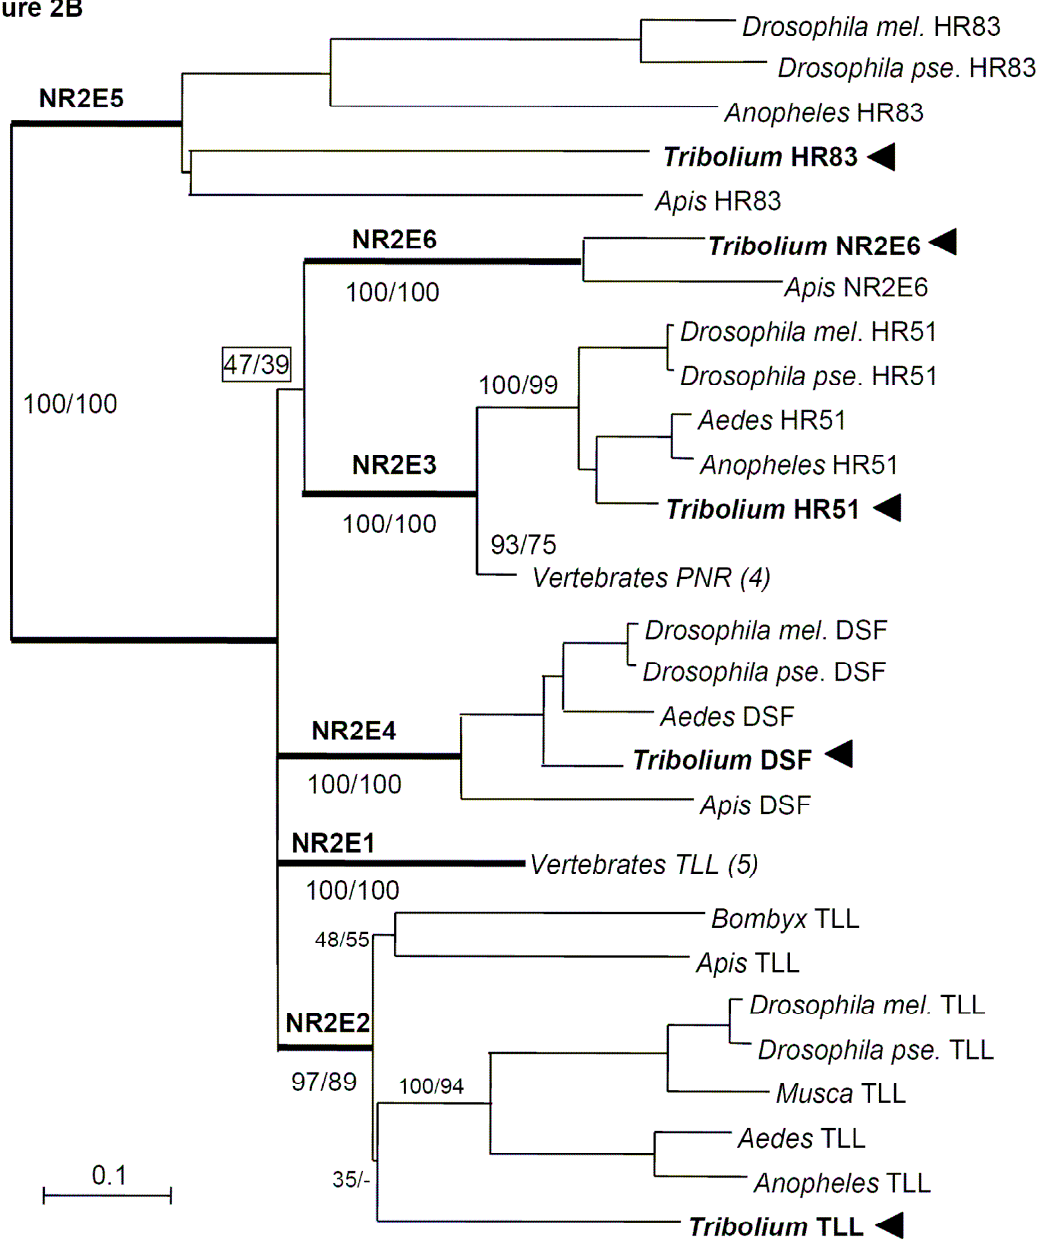 ure 2B
Drosophila mel. HR83
Drosophila pse. HR83
NR2E5
Anopheles HR83
Tribolium HR83
Apis HR83
NR2E6
Tribolium NR2E6
100/100
Apis NR2E6
Drosophila mel. HR51
47/39
Drosophila pse. HR51
100/99
100/100
Aedes HR51
NR2E3
Anopheles HR51
Tribolium HR51
100/100
93/75
Vertebrates PNR (4)
Drosophila mel. DSF
Drosophila pse. DSF
Aedes DSF
NR2E4
Tribolium DSF
100/100
Apis DSF
NR2E1
Vertebrates TLL (5)
100/100
Bombyx TLL
48/55
Apis TLL
Drosophila mel. TLL
NR2E2
Drosophila pse. TLL
97/89
100/94
Musca TLL
Aedes TLL
0.1
35/-
Anopheles TLL
Tribolium TLL